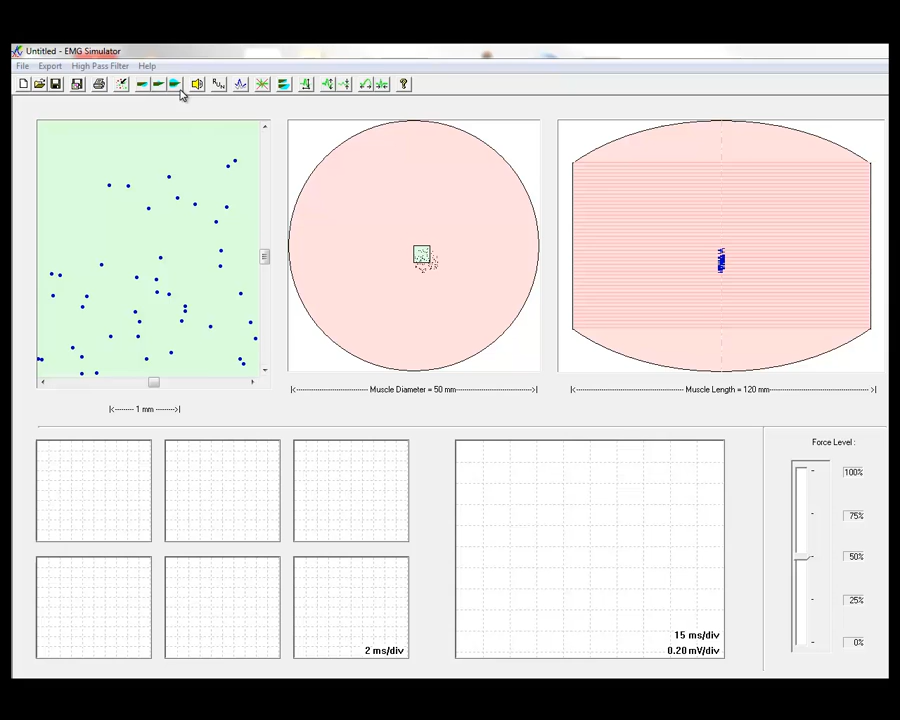 Untitled - EMG Simulator
File Export High Pass Filter Help
RUN
?
|<-------- 1 mm ------>|
|<---------------------------- Muscle Diameter = 50 mm---------------------------->|
|<------------------------------- Muscle Length = 120 mm------------------------------->|
Force Level :
100%
75%
50%
25%
0%
2 ms/div
15 ms/div
0.20 mV/div